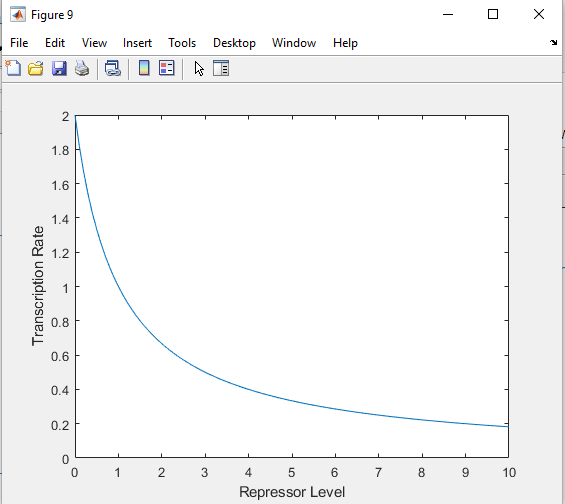 Figure 9
File Edit View Insert Tools Desktop Window Help
2
1.8
1.6
1.4
1.2
1
0.8
0.6
0.4
0.2
0
Transcription Rate
0 1 2 3 4 5 6 7 8 9 10
Repressor Level